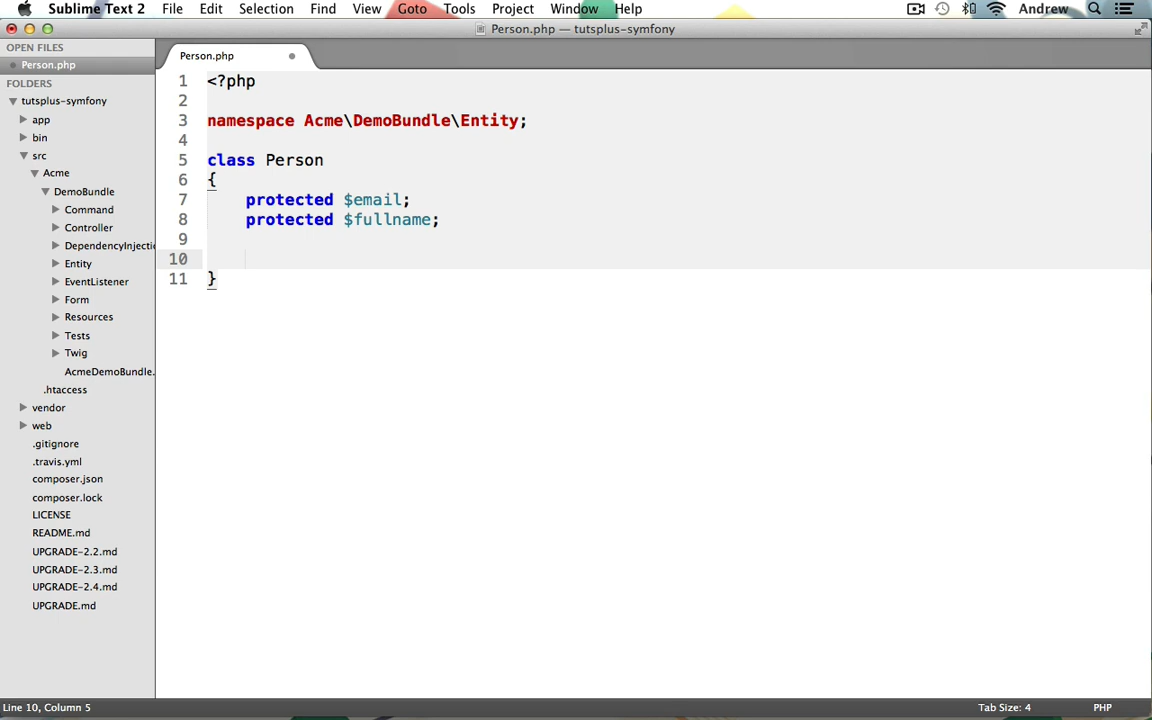 Sublime Text 2 File Edit Selection Find View Goto Tools Project Window Help Andrew
Person.php — tutsplus-symfony
OPEN FILES
Person.php
FOLDERS
tutsplus-symfony
app
bin
src
Acme
DemoBundle
Command
Controller
DependencyInjectic
Entity
EventListener
Form
Resources
Tests
Twig
AcmeDemoBundle.
.htaccess
vendor
web
.gitignore
.travis.yml
composer.json
composer.lock
LICENSE
README.md
UPGRADE-2.2.md
UPGRADE-2.3.md
UPGRADE-2.4.md
UPGRADE.md
Person.php
1 <?php
2
3 namespace Acme\DemoBundle\Entity;
4
5 class Person
6 {
7 protected $email;
8 protected $fullname;
9
10
11 }
Line 10, Column 5 Tab Size: 4 PHP